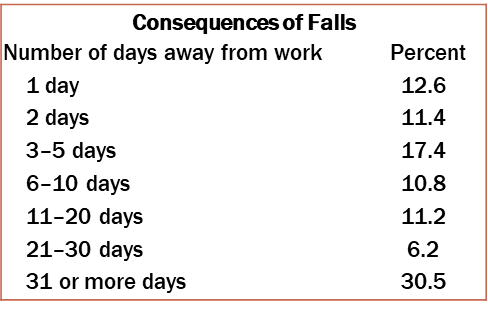 Consequences of Falls
Number of days away from work Percent
1 day 12.6
2 days 11.4
3–5 days 17.4
6–10 days 10.8
11–20 days 11.2
21–30 days 6.2
31 or more days 30.5